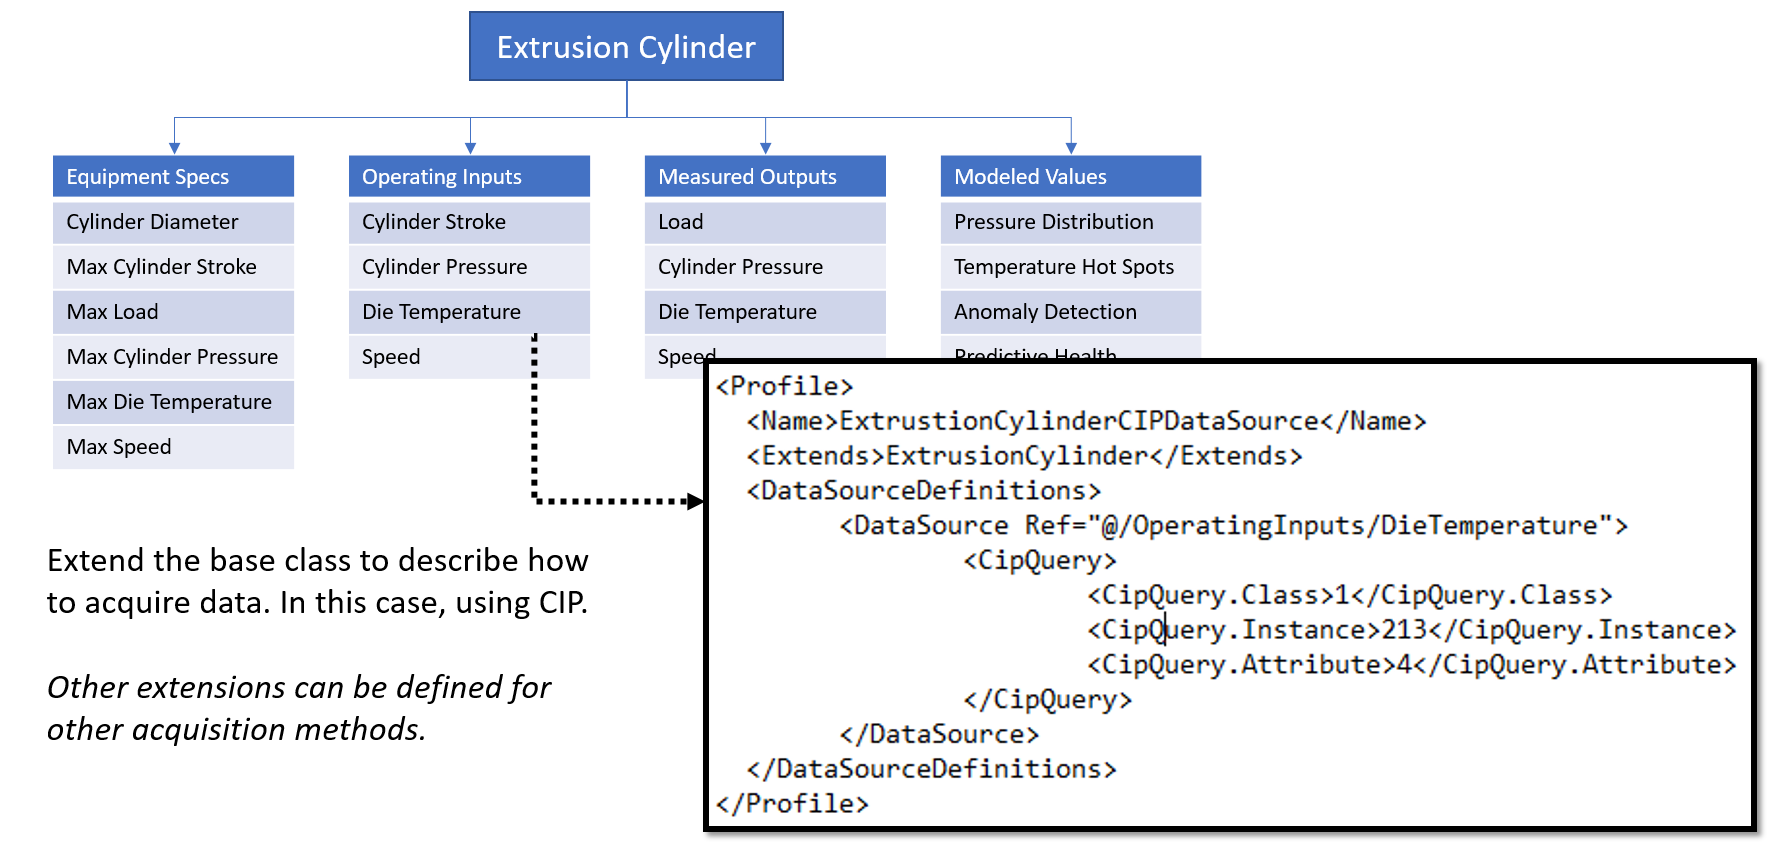 Extrusion Cylinder
Equipment Specs
Cylinder Diameter
Max Cylinder Stroke
Max Load
Max Cylinder Pressure
Max Die Temperature
Max Speed
Operating Inputs
Cylinder Stroke
Cylinder Pressure
Die Temperature
Speed
Measured Outputs
Load
Cylinder Pressure
Die Temperature
Speed
Modeled Values
Pressure Distribution
Temperature Hot Spots
Anomaly Detection
Predictive Health
Extend the base class to describe how
to acquire data. In this case, using CIP.
Other extensions can be defined for
other acquisition methods.
<Profile>
<Name>ExtrustionCylinderCIPDataSource</Name>
<Extends>ExtrusionCylinder</Extends>
<DataSourceDefinitions>
<DataSource Ref="@/OperatingInputs/DieTemperature">
<CipQuery>
<CipQuery.Class>1</CipQuery.Class>
<CipQuery.Instance>213</CipQuery.Instance>
<CipQuery.Attribute>4</CipQuery.Attribute>
</CipQuery>
</DataSource>
</DataSourceDefinitions>
</Profile>